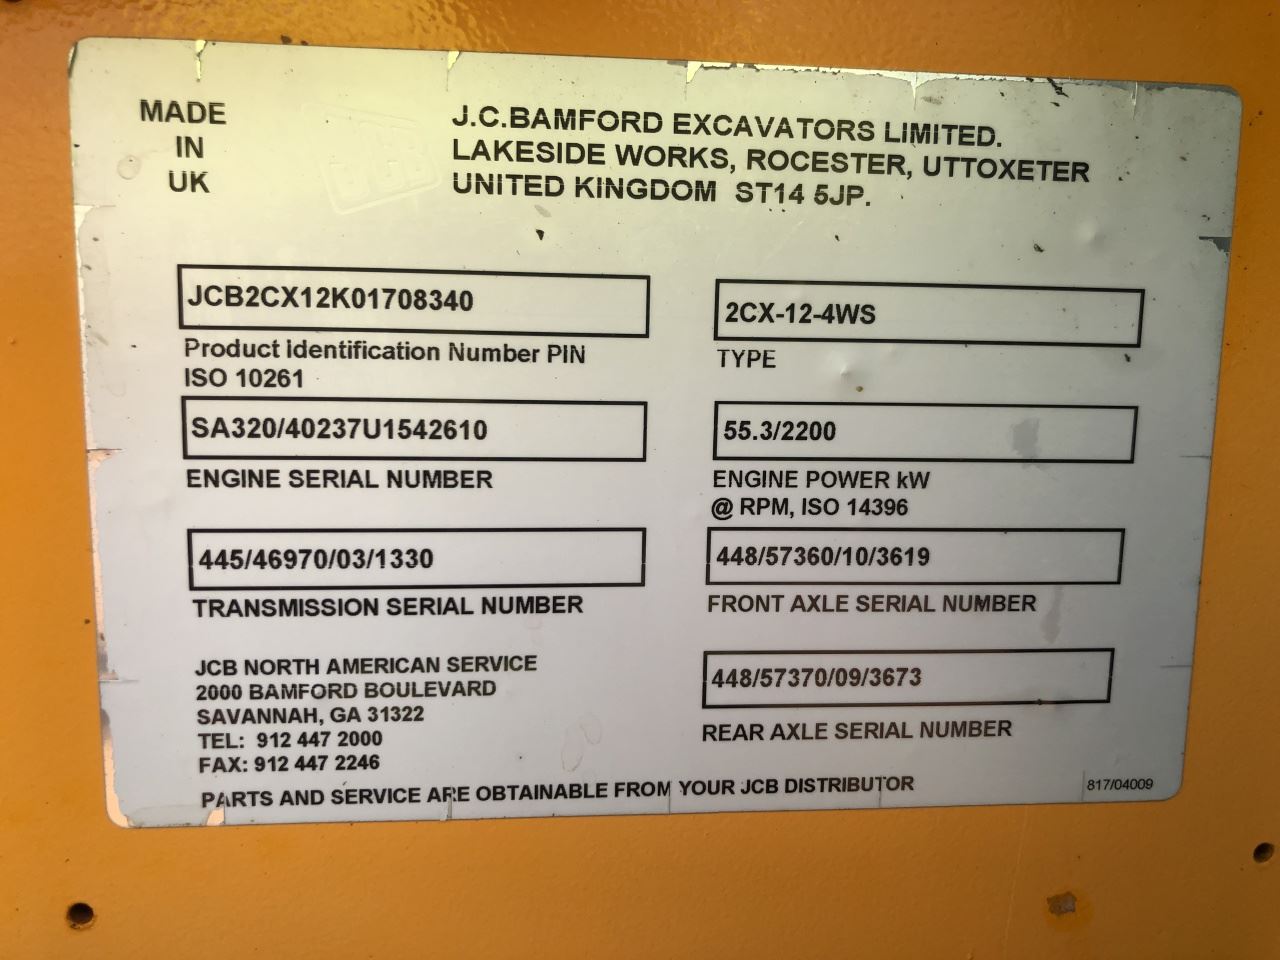 MADE
IN
UK
J.C.BAMFORD EXCAVATORS LIMITED.
LAKESIDE WORKS, ROCESTER, UTTOXETER
UNITED KINGDOM ST14 5JP.
JCB
JCB2CX12K01708340
Product identification Number PIN
ISO 10261
2CX-12-4WS
TYPE
SA320/40237U1542610
ENGINE SERIAL NUMBER
55.3/2200
ENGINE POWER kW
@ RPM, ISO 14396
445/46970/03/1330
TRANSMISSION SERIAL NUMBER
448/57360/10/3619
FRONT AXLE SERIAL NUMBER
JCB NORTH AMERICAN SERVICE
2000 BAMFORD BOULEVARD
SAVANNAH, GA 31322
TEL: 912 447 2000
FAX: 912 447 2246
448/57370/09/3673
REAR AXLE SERIAL NUMBER
PARTS AND SERVICE ARE OBTAINABLE FROM YOUR JCB DISTRIBUTOR
817/04009